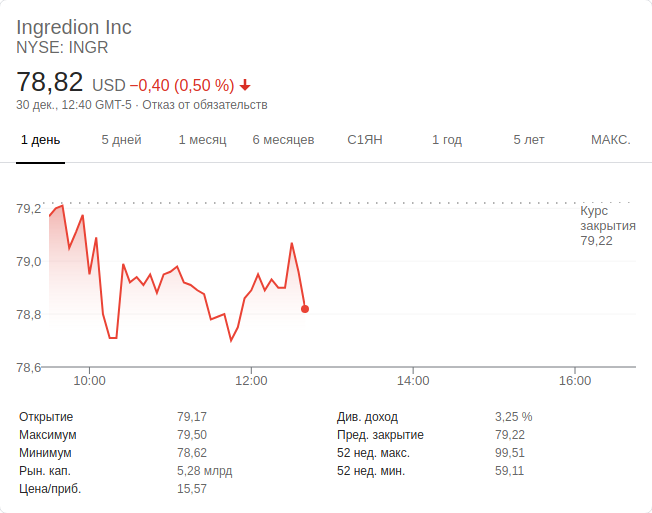 Ingredion Inc
NYSE: INGR
78,82 USD −0,40 (0,50 %)
30 дек., 12:40 GMT-5 · Отказ от обязательств
1 день 5 дней 1 месяц 6 месяцев С1ЯН 1 год 5 лет МАКС.
79,2
Курс
закрытия
79,22
79,0
78,8
78,6
10:00 12:00 14:00 16:00
Открытие 79,17 Див. доход 3,25 %
Максимум 79,50 Пред. закрытие 79,22
Минимум 78,62 52 нед. макс. 99,51
Рын. кап. 5,28 млрд 52 нед. мин. 59,11
Цена/приб. 15,57